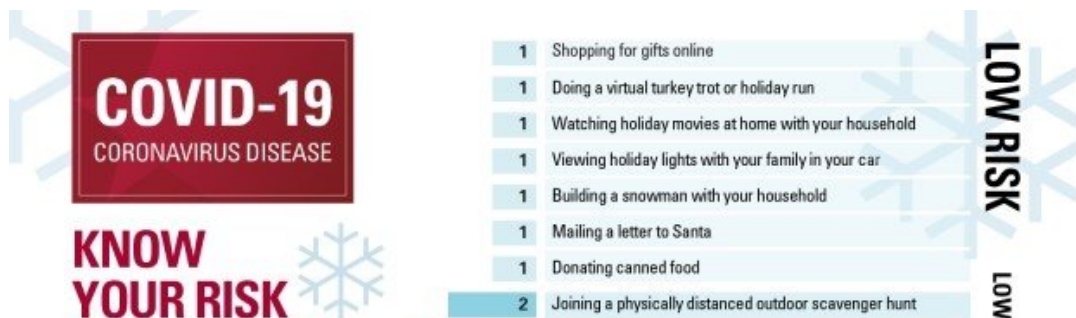 COVID-19
CORONAVIRUS DISEASE
KNOW
YOUR RISK
1 Shopping for gifts online
1 Doing a virtual turkey trot or holiday run
1 Watching holiday movies at home with your household
1 Viewing holiday lights with your family in your car
1 Building a snowman with your household
1 Mailing a letter to Santa
1 Donating canned food
2 Joining a physically distanced outdoor scavenger hunt
LOW RISK
LOW